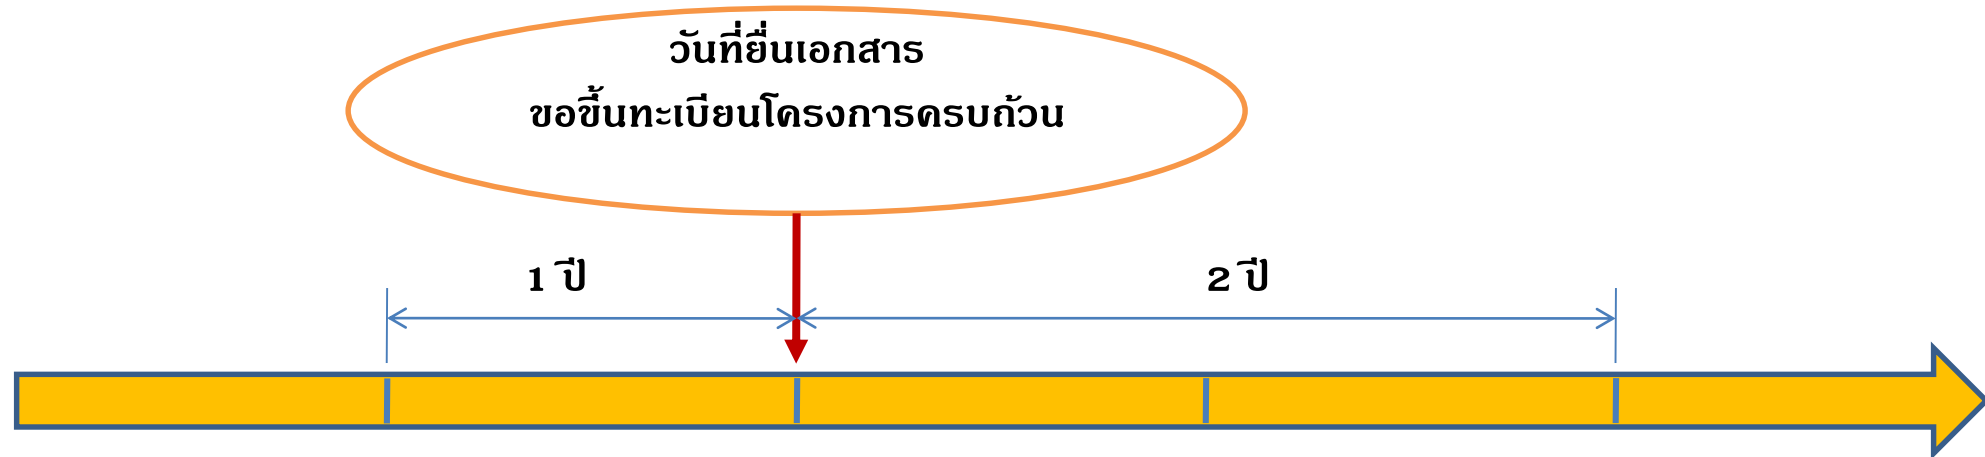 วันที่ยื่นเอกสาร
ขอขึ้นทะเบียนโครงการครบถ้วน
1 ปี
2 ปี